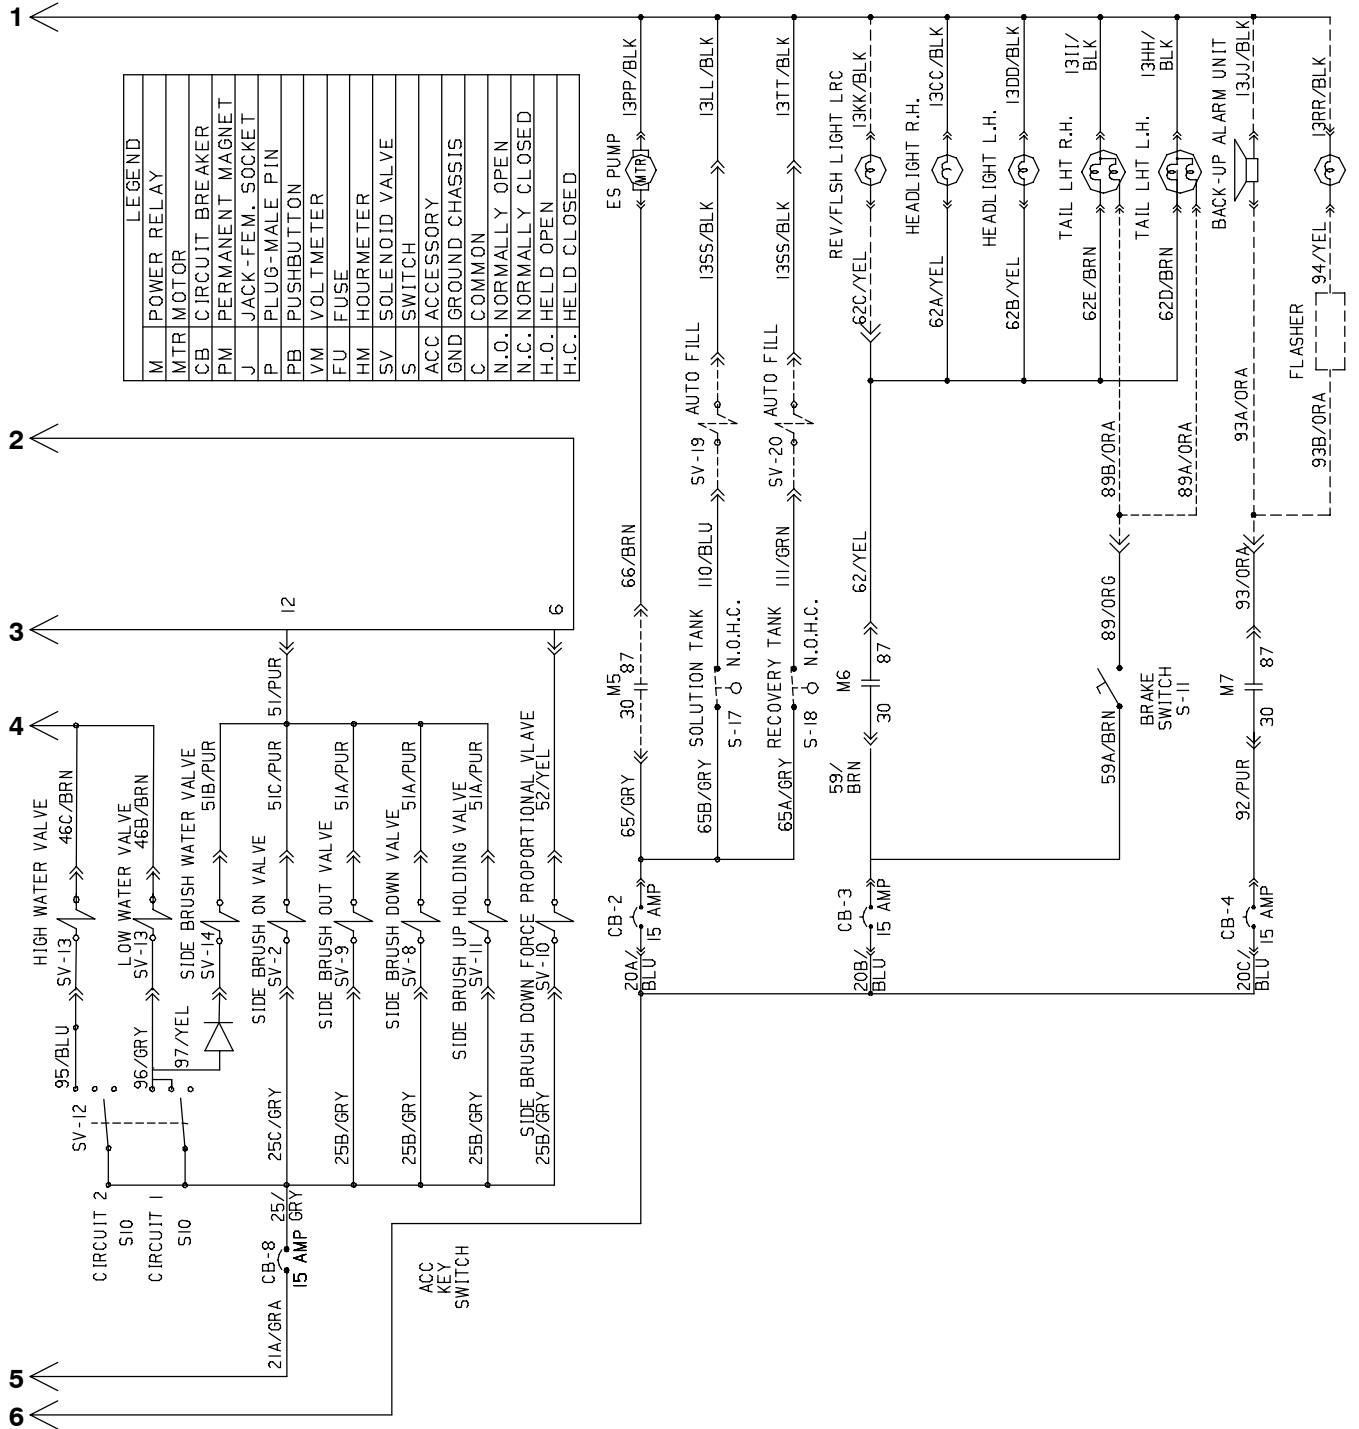 1
2
3
4
5
6
LEGEND
M POWER RELAY
MTR MOTOR
CB CIRCUIT BREAKER
PM PERMANENT MAGNET
J JACK-FEM. SOCKET
P PLUG-MALE PIN
PB PUSHBUTTON
VM VOLTMETER
FU FUSE
HM HOURMETER
SV SOLENOID VALVE
S SWITCH
ACC ACCESSORY
GND GROUND CHASSIS
C COMMON
N.O. NORMALLY OPEN
N.C. NORMALLY CLOSED
H.O. HELD OPEN
H.C. HELD CLOSED
HIGH WATER VALVE
SV-13
46C/BRN
95/BLU
LOW WATER VALVE
SV-13
46B/BRN
96/GRY
SIDE BRUSH WATER VALVE
SV-14
51B/PUR
97/YEL
SV-12
CIRCUIT 2
S10
CIRCUIT 1
S10
12
51/PUR
SIDE BRUSH ON VALVE
SV-2
51C/PUR
25C/GRY
SIDE BRUSH OUT VALVE
SV-9
51A/PUR
25B/GRY
SIDE BRUSH DOWN VALVE
SV-8
51A/PUR
25B/GRY
SIDE BRUSH UP HOLDING VALVE
SV-11
51A/PUR
25B/GRY
6
SIDE BRUSH DOWN FORCE PROPORTIONAL VLAVE
SV-10
52/YEL
25B/GRY
25/
GRY
CB-8
15 AMP
21A/GRA
ACC
KEY
SWITCH
13PP/BLK
ES PUMP
MTR
66/BRN
M5
87
30
65/GRY
CB-2
15 AMP
20A/
BLU
13LL/BLK
13SS/BLK
AUTO FILL
SV-19
110/BLU
SOLUTION TANK
N.O.H.C.
S-17
65B/GRY
13TT/BLK
13SS/BLK
AUTO FILL
SV-20
111/GRN
RECOVERY TANK
N.O.H.C.
S-18
65A/GRY
13KK/BLK
REV/FLSH LIGHT LRC
62C/YEL
62/YEL
M6
87
30
59/
BRN
CB-3
15 AMP
20B/
BLU
13CC/BLK
HEADLIGHT R.H.
62A/YEL
13DD/BLK
HEADLIGHT L.H.
62B/YEL
13II/
BLK
TAIL LHT R.H.
62E/BRN
13HH/
BLK
TAIL LHT L.H.
62D/BRN
89B/ORA
89A/ORA
89/ORG
BRAKE
SWITCH
S-11
59A/BRN
13JJ/BLK
BACK-UP ALARM UNIT
93A/ORA
93/ORA
M7
87
30
92/PUR
CB-4
15 AMP
20C/
BLU
13RR/BLK
94/YEL
FLASHER
93B/ORA